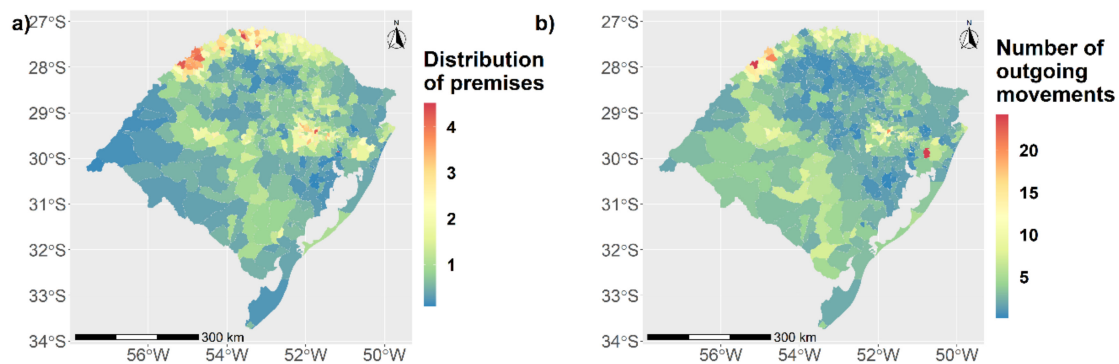 a)
27°S
28°S
29°S
30°S
31°S
32°S
33°S
34°S
56°W
54°W
52°W
50°W
300 km
N
Distribution
of premises
4
3
2
1
b)
27°S
28°S
29°S
30°S
31°S
32°S
33°S
34°S
56°W
54°W
52°W
50°W
300 km
N
Number of
outgoing
movements
20
15
10
5